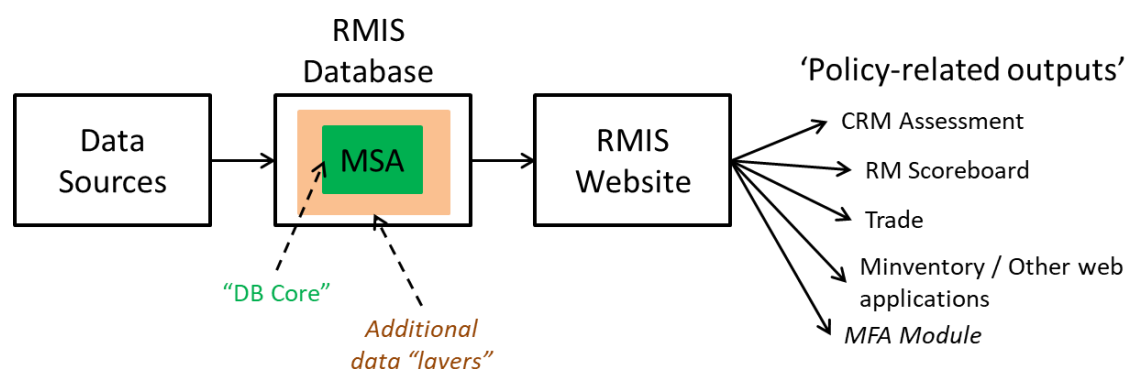 RMIS
Database
'Policy-related outputs'
Data
Sources
MSA
RMIS
Website
CRM Assessment
RM Scoreboard
Trade
Minventory / Other web
applications
MFA Module
"DB Core"
Additional
data "layers"